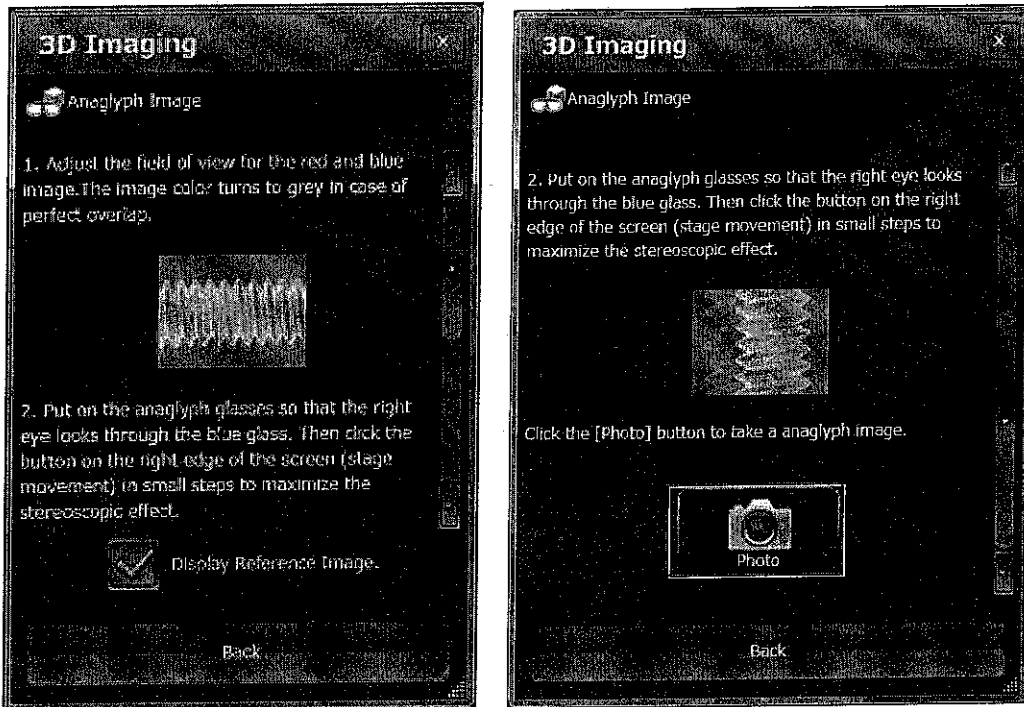 3D Imaging
x
Anaglyph Image
1. Adjust the field of view for the red and blue
image.The image color turns to grey in case of
perfect overlap.
2. Put on the anaglyph glasses so that the right
eye looks through the blue glass. Then click the
button on the right edge of the screen (stage
movement) in small steps to maximize the
stereoscopic effect.
Display Reference Image.
Back
3D Imaging
x
Anaglyph Image
2. Put on the anaglyph glasses so that the right eye looks
through the blue glass. Then click the button on the right
edge of the screen (stage movement) in small steps to
maximize the stereoscopic effect.
Click the [Photo] button to take a anaglyph image.
Photo
Back